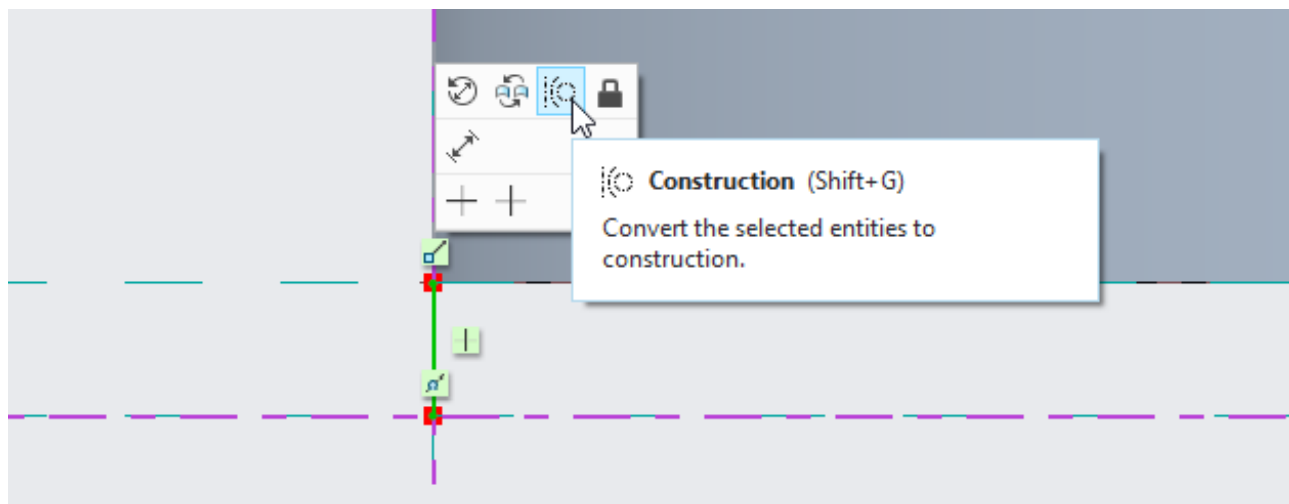 Construction (Shift+G)
Convert the selected entities to
construction.